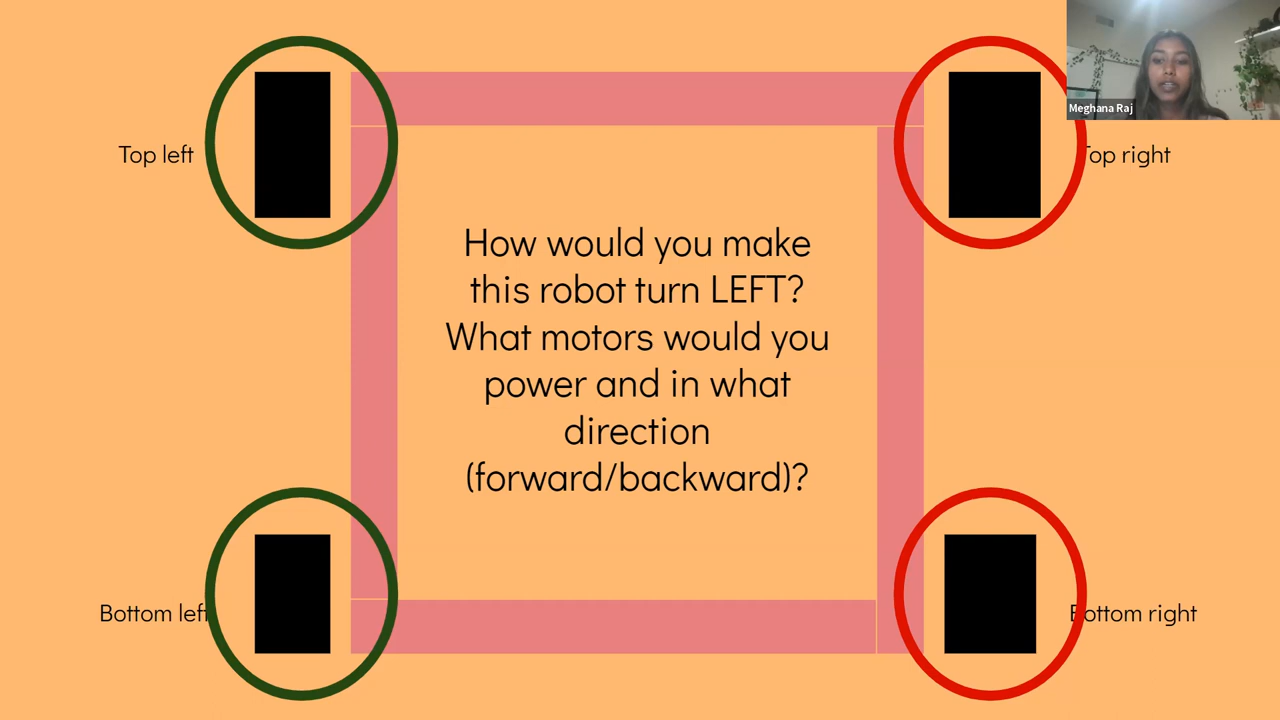 Meghana Raj
Top left
Top right
How would you make
this robot turn LEFT?
What motors would you
power and in what
direction
(forward/backward)?
Bottom left
Bottom right